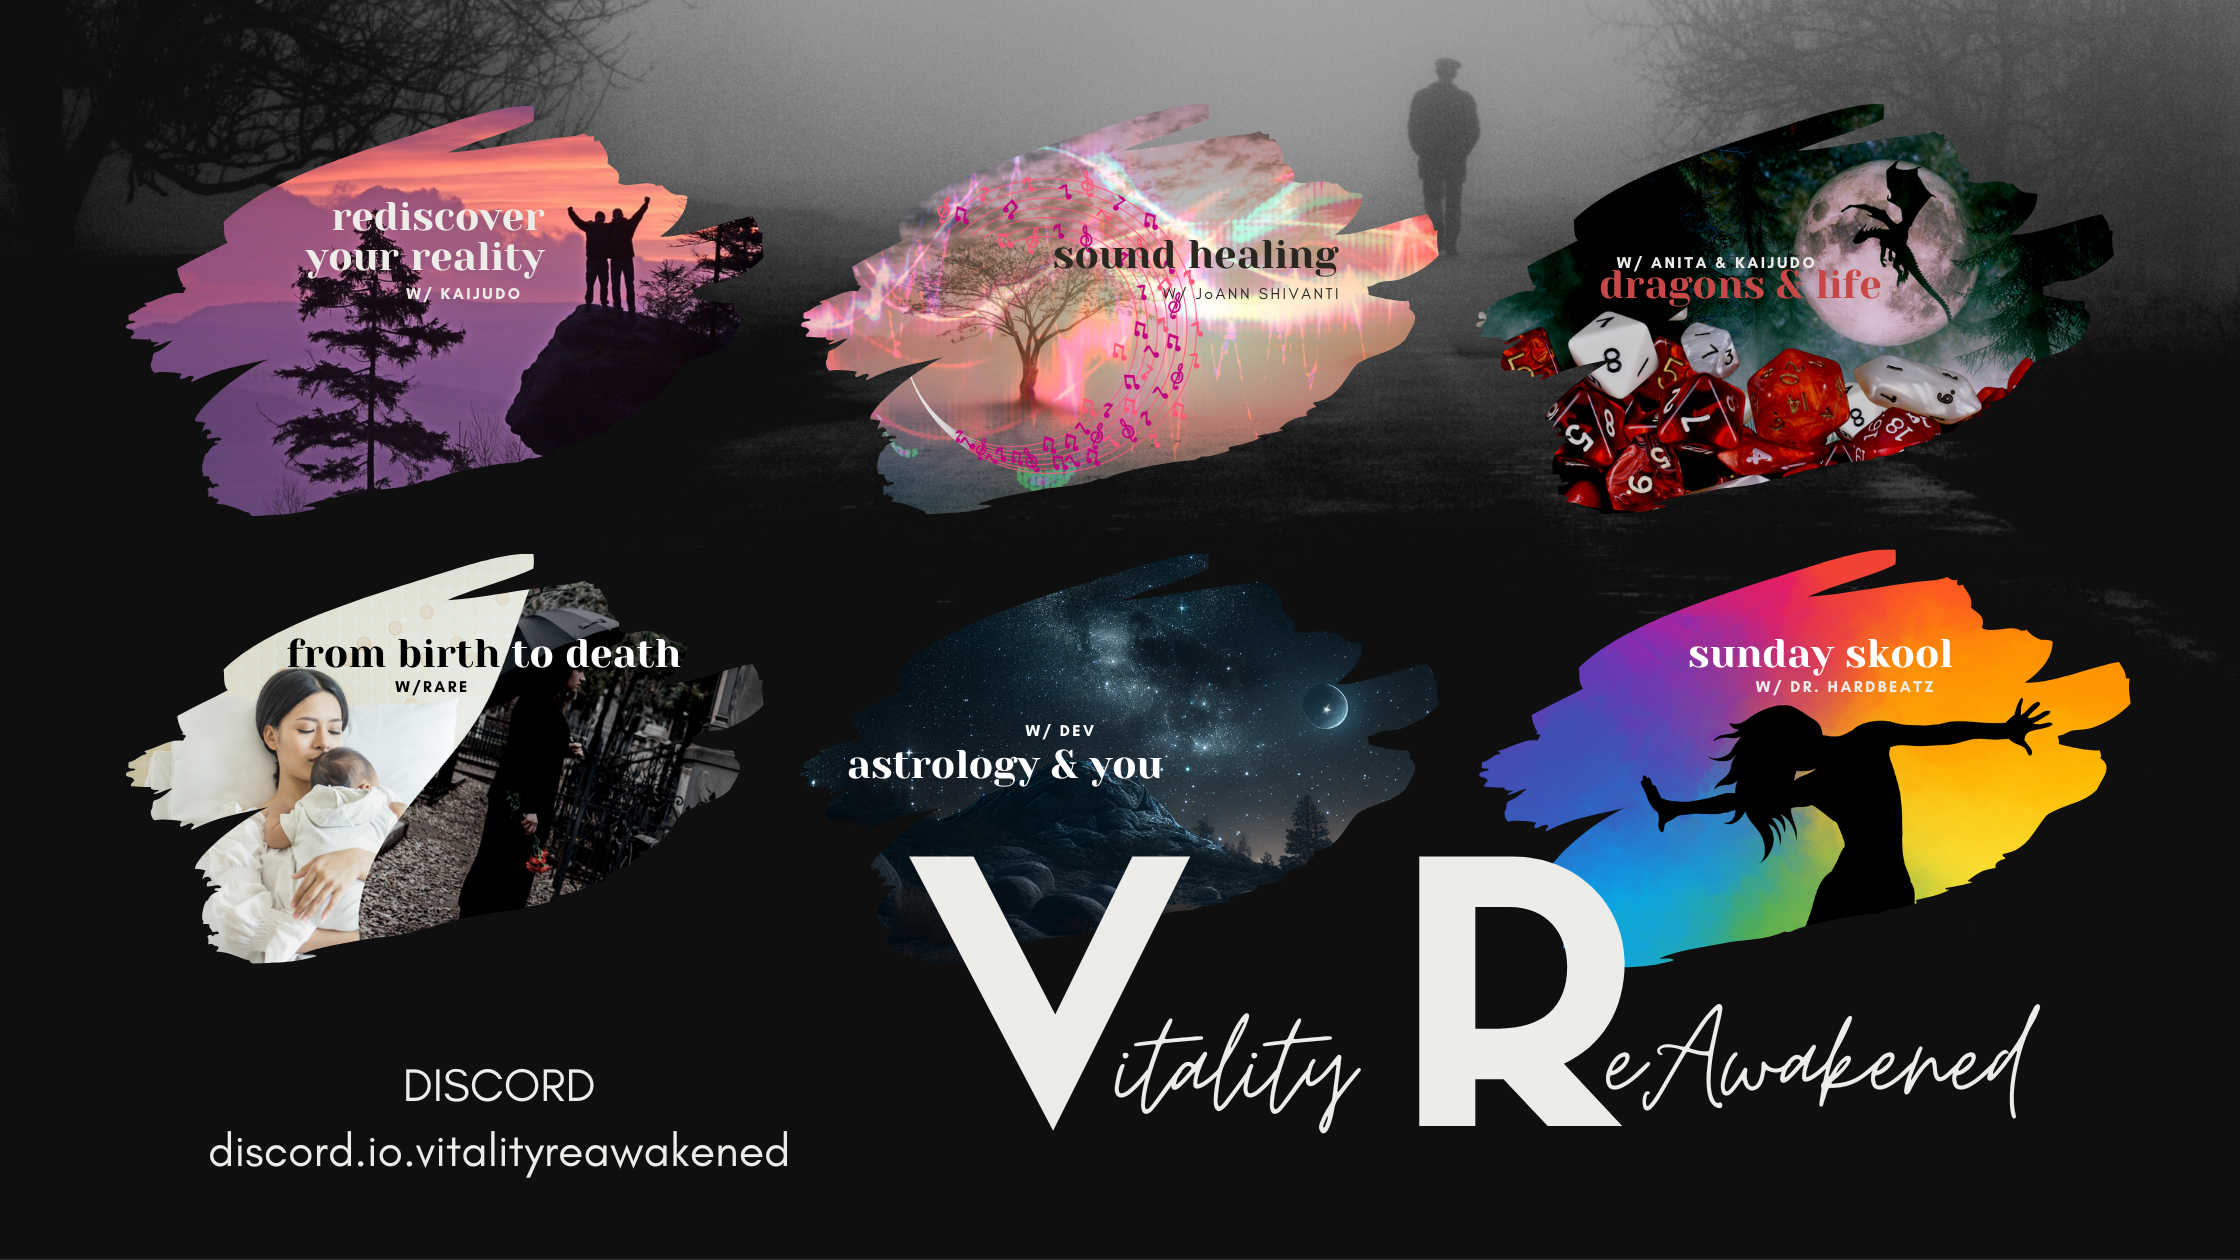 rediscover
your reality
W/ KAIJUDO
sound healing
W/ JoANN SHIVANTI
W/ ANITA & KAIJUDO
dragons & life
from birth to death
W/RARE
W/ DEV
astrology & you
sunday skool
W/ DR. HARDBEATZ
Vitality ReAwakened
DISCORD
discord.io.vitalityreawakened